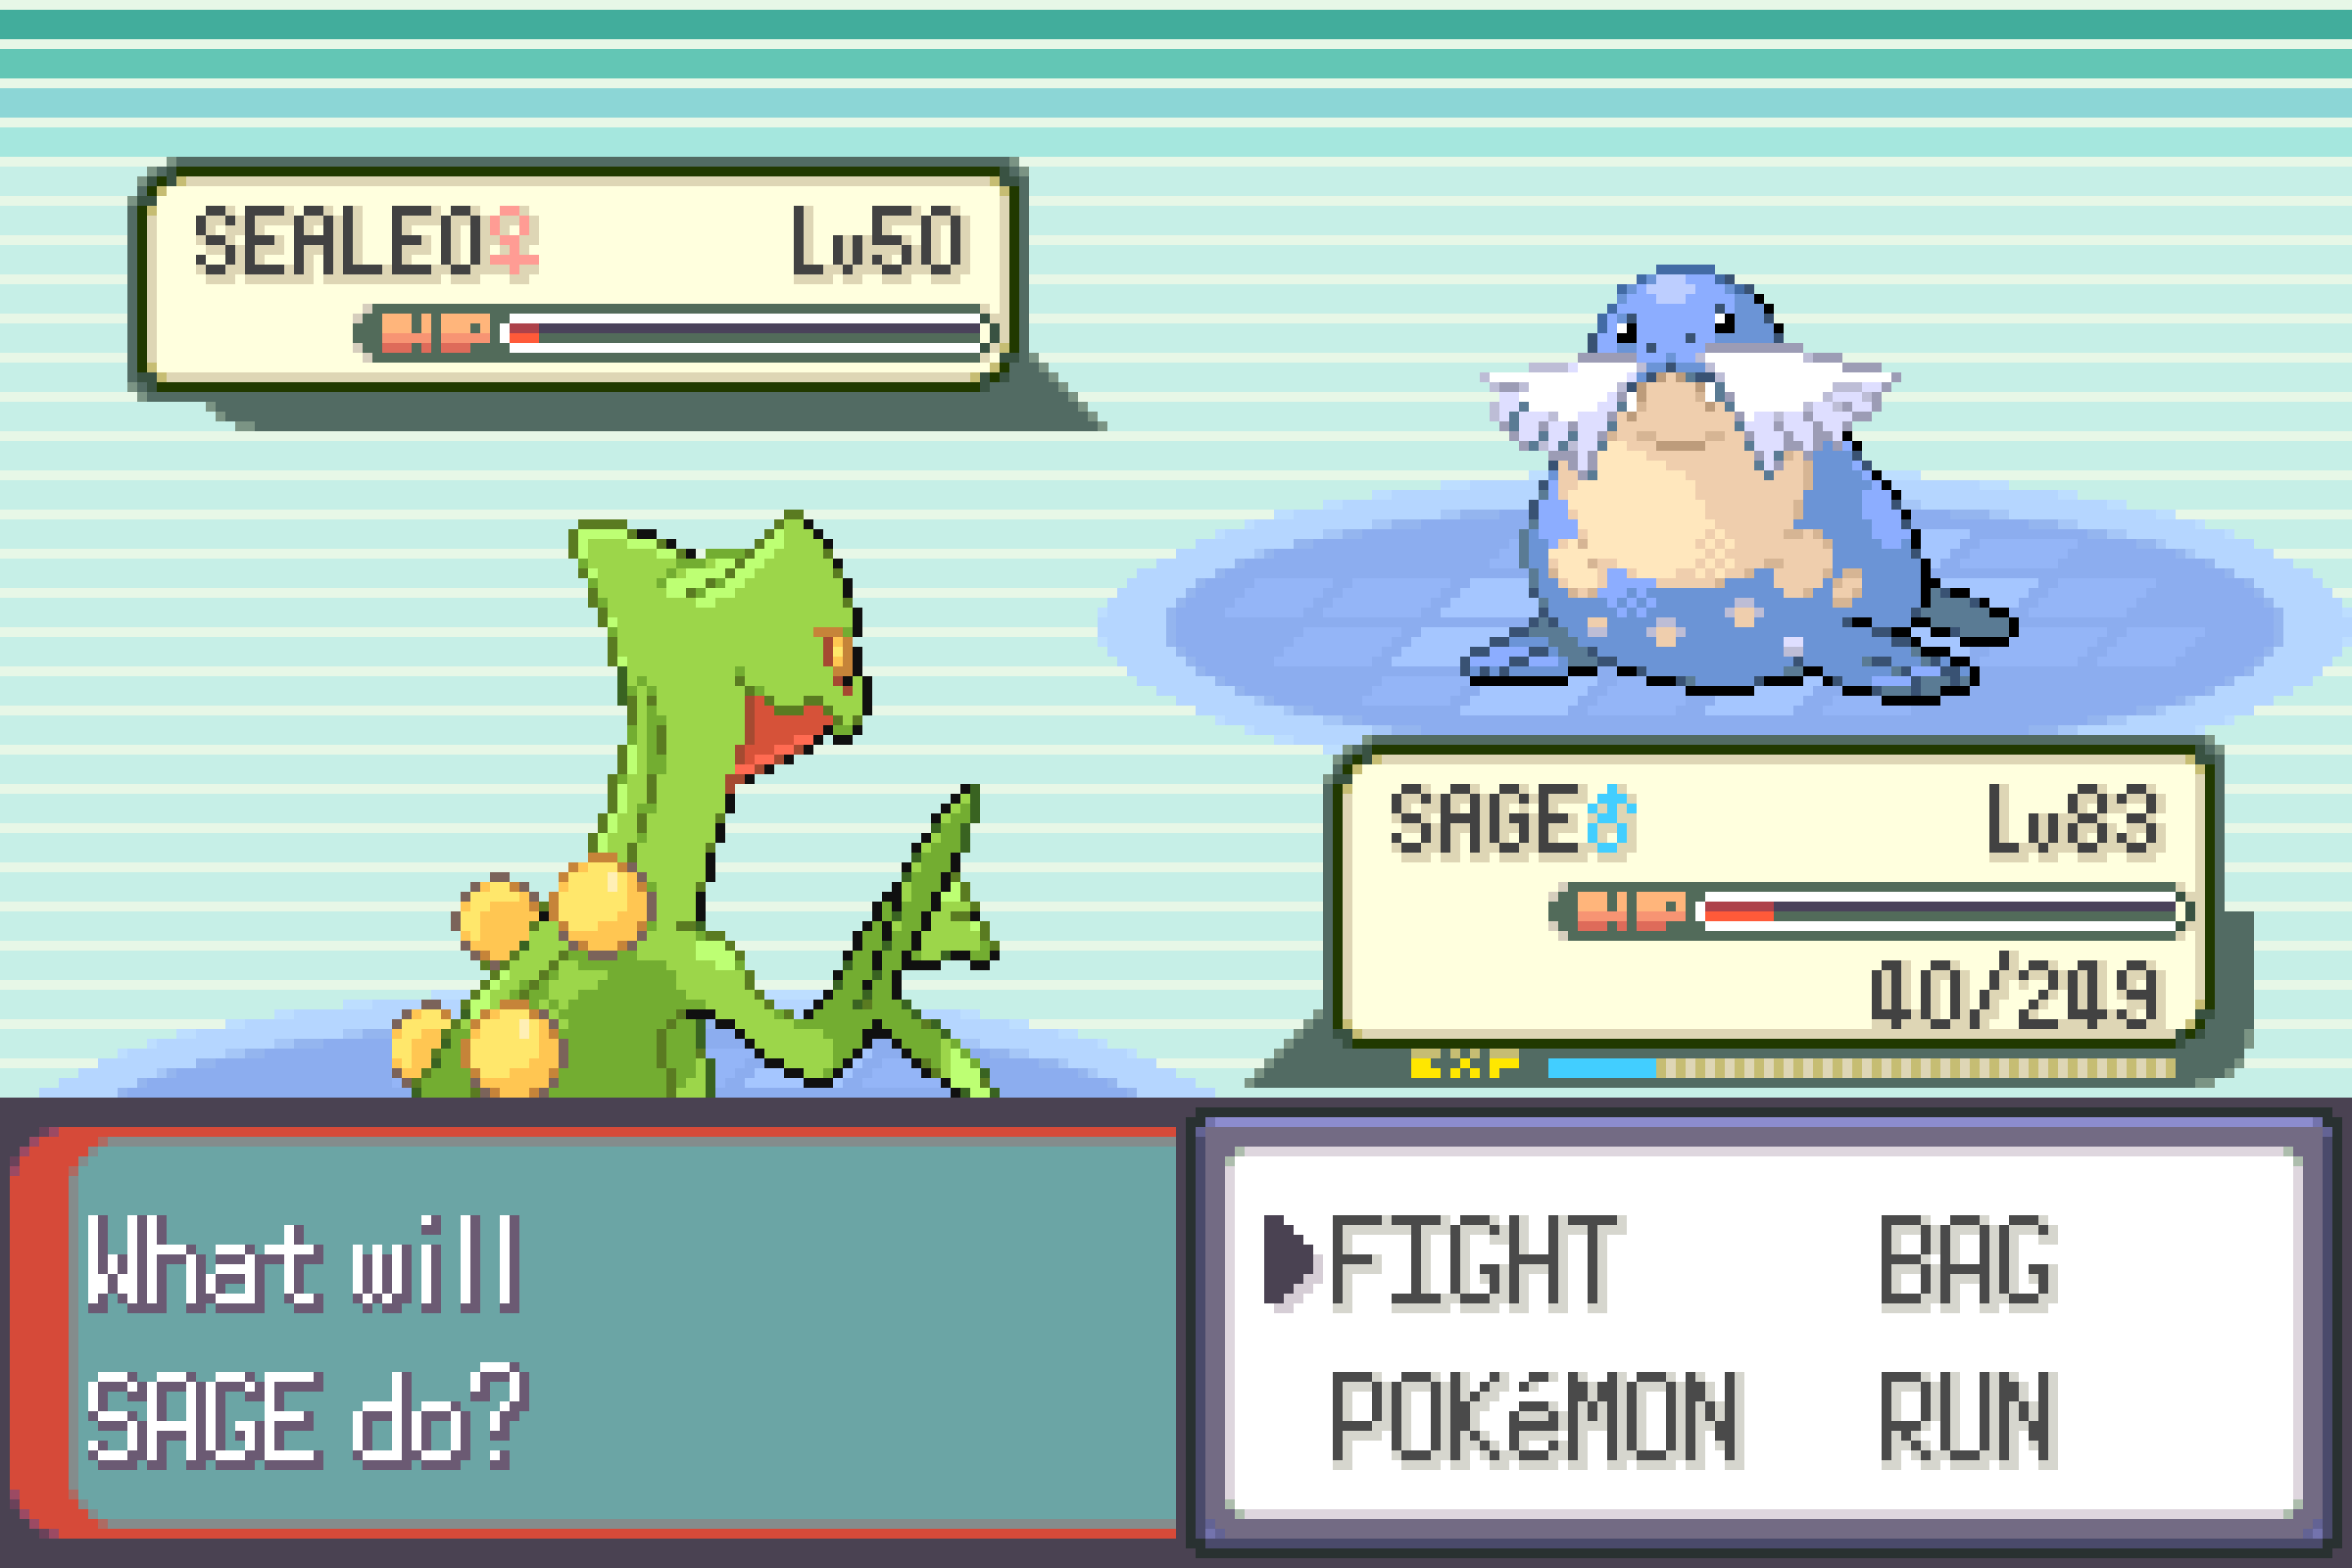 SEALEO♀ Lv50
HP
SAGE♂ Lv83
HP
40/249
EXP
What will
SAGE do?
▶FIGHT BAG
POKéMON RUN